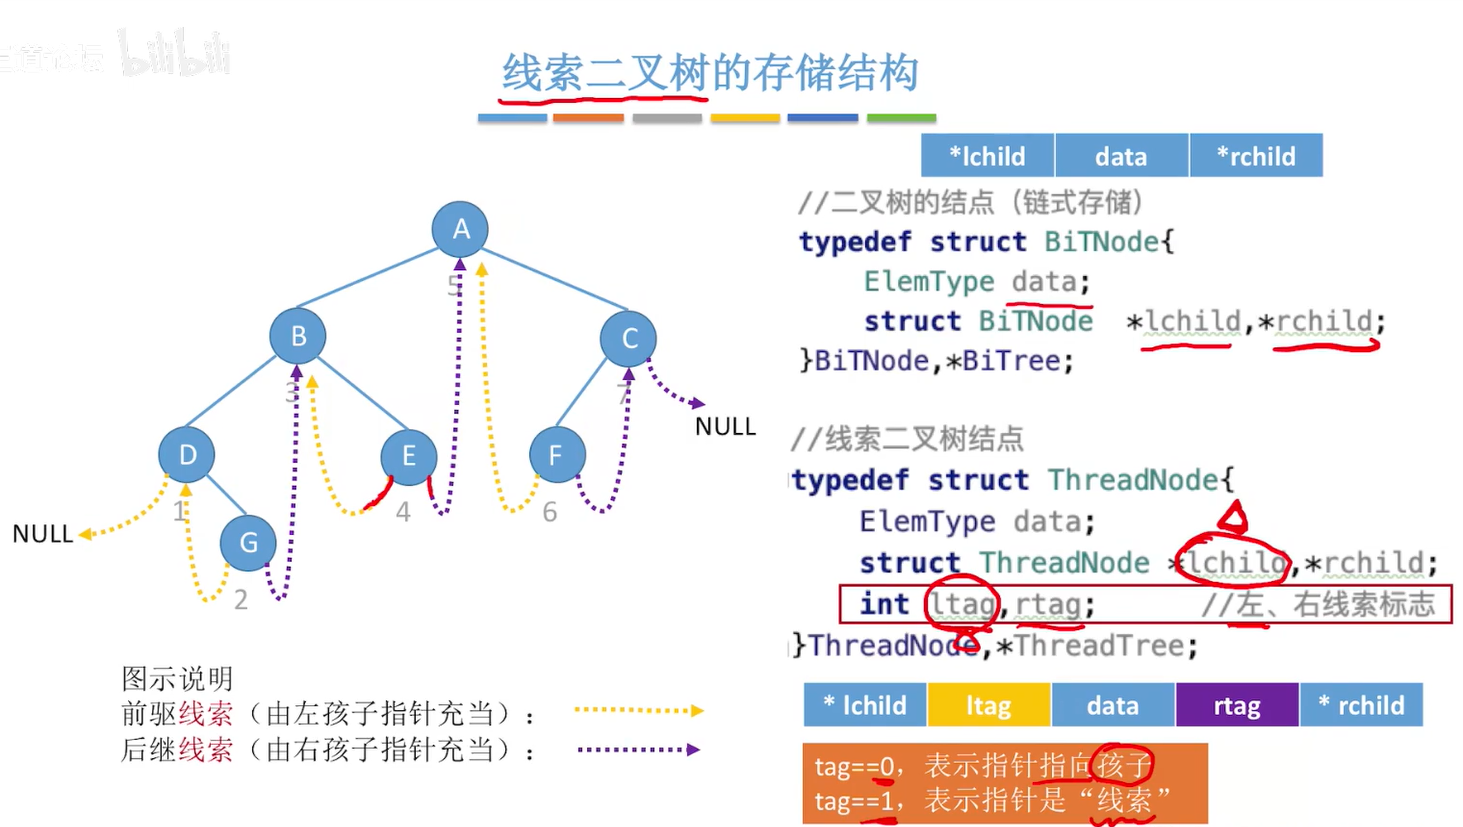 bilibili
线索二叉树的存储结构
*lchild data *rchild
//二叉树的结点（链式存储）
typedef struct BiTNode{
ElemType data;
struct BiTNode *lchild,*rchild;
}BiTNode,*BiTree;
//线索二叉树结点
typedef struct ThreadNode{
ElemType data;
struct ThreadNode *lchild,*rchild;
int ltag,rtag; //左、右线索标志
}ThreadNode,*ThreadTree;
* lchild ltag data rtag * rchild
tag==0，表示指针指向孩子
tag==1，表示指针是“线索”
A
5
B
C
3
7
NULL
D
E
F
1
4
6
NULL
G
2
图示说明
前驱线索（由左孩子指针充当）：
后继线索（由右孩子指针充当）：